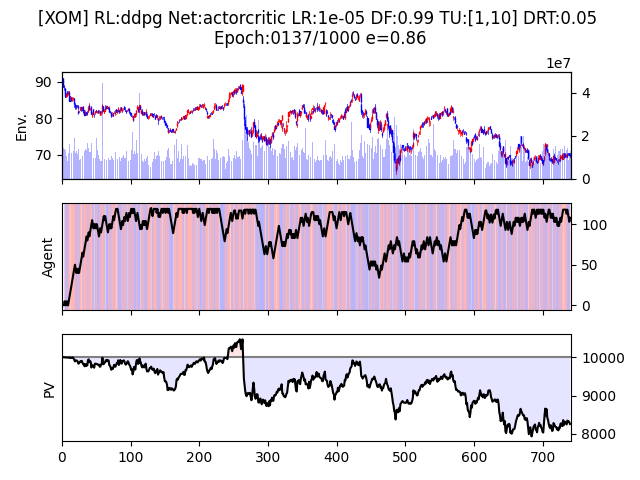 [XOM] RL:ddpg Net:actorcritic LR:1e-05 DF:0.99 TU:[1,10] DRT:0.05
Epoch:0137/1000 e=0.86
1e7
90
80
70
Env.
4
2
0
Agent
100
50
0
PV
10000
9000
8000
0 100 200 300 400 500 600 700